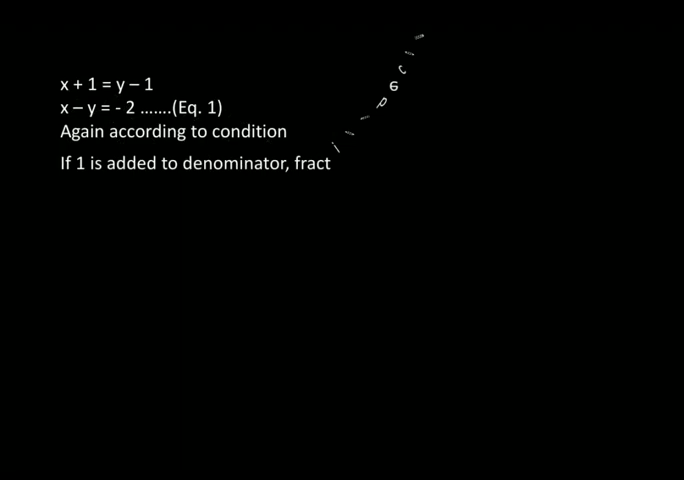 x + 1 = y – 1
x – y = - 2 …….(Eq. 1)
Again according to condition
If 1 is added to denominator, fract